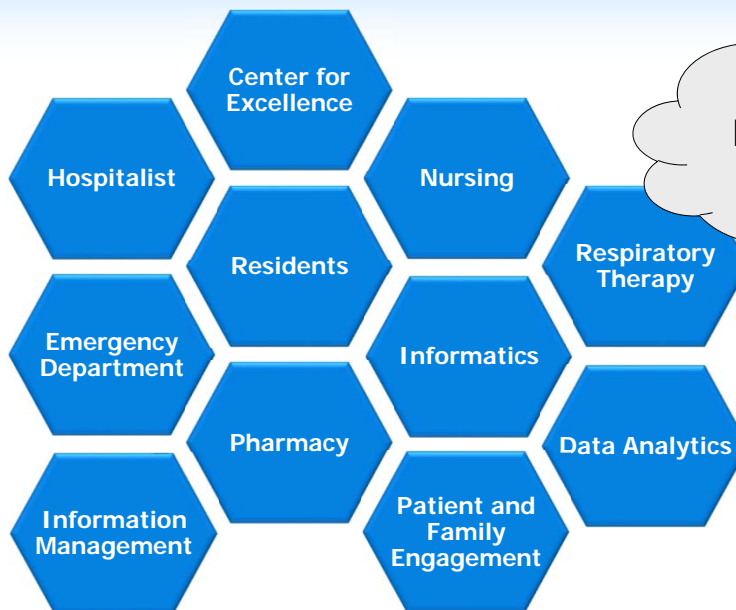 Center for
Excellence
Hospitalist
Nursing
Residents
Respiratory
Therapy
Emergency
Department
Informatics
Pharmacy
Data Analytics
Information
Management
Patient and
Family
Engagement